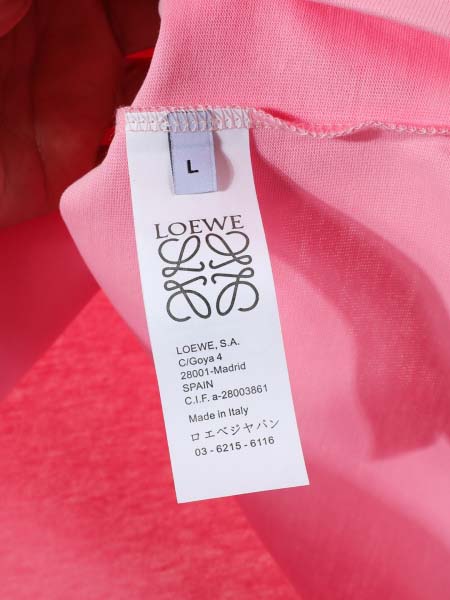 L
LOEWE
LOEWE, S.A.
C/Goya 4
28001-Madrid
SPAIN
C.I.F. a-28003861
Made in Italy
ロエベジャパン
03-6215-6116